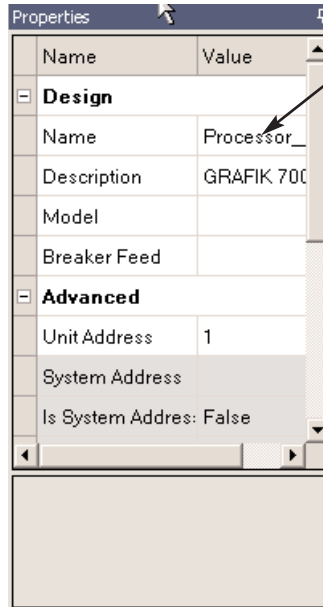 Properties
Name Value
Design
Name Processor_
Description GRAFIK 700
Model
Breaker Feed
Advanced
Unit Address 1
System Address
Is System Addres: False